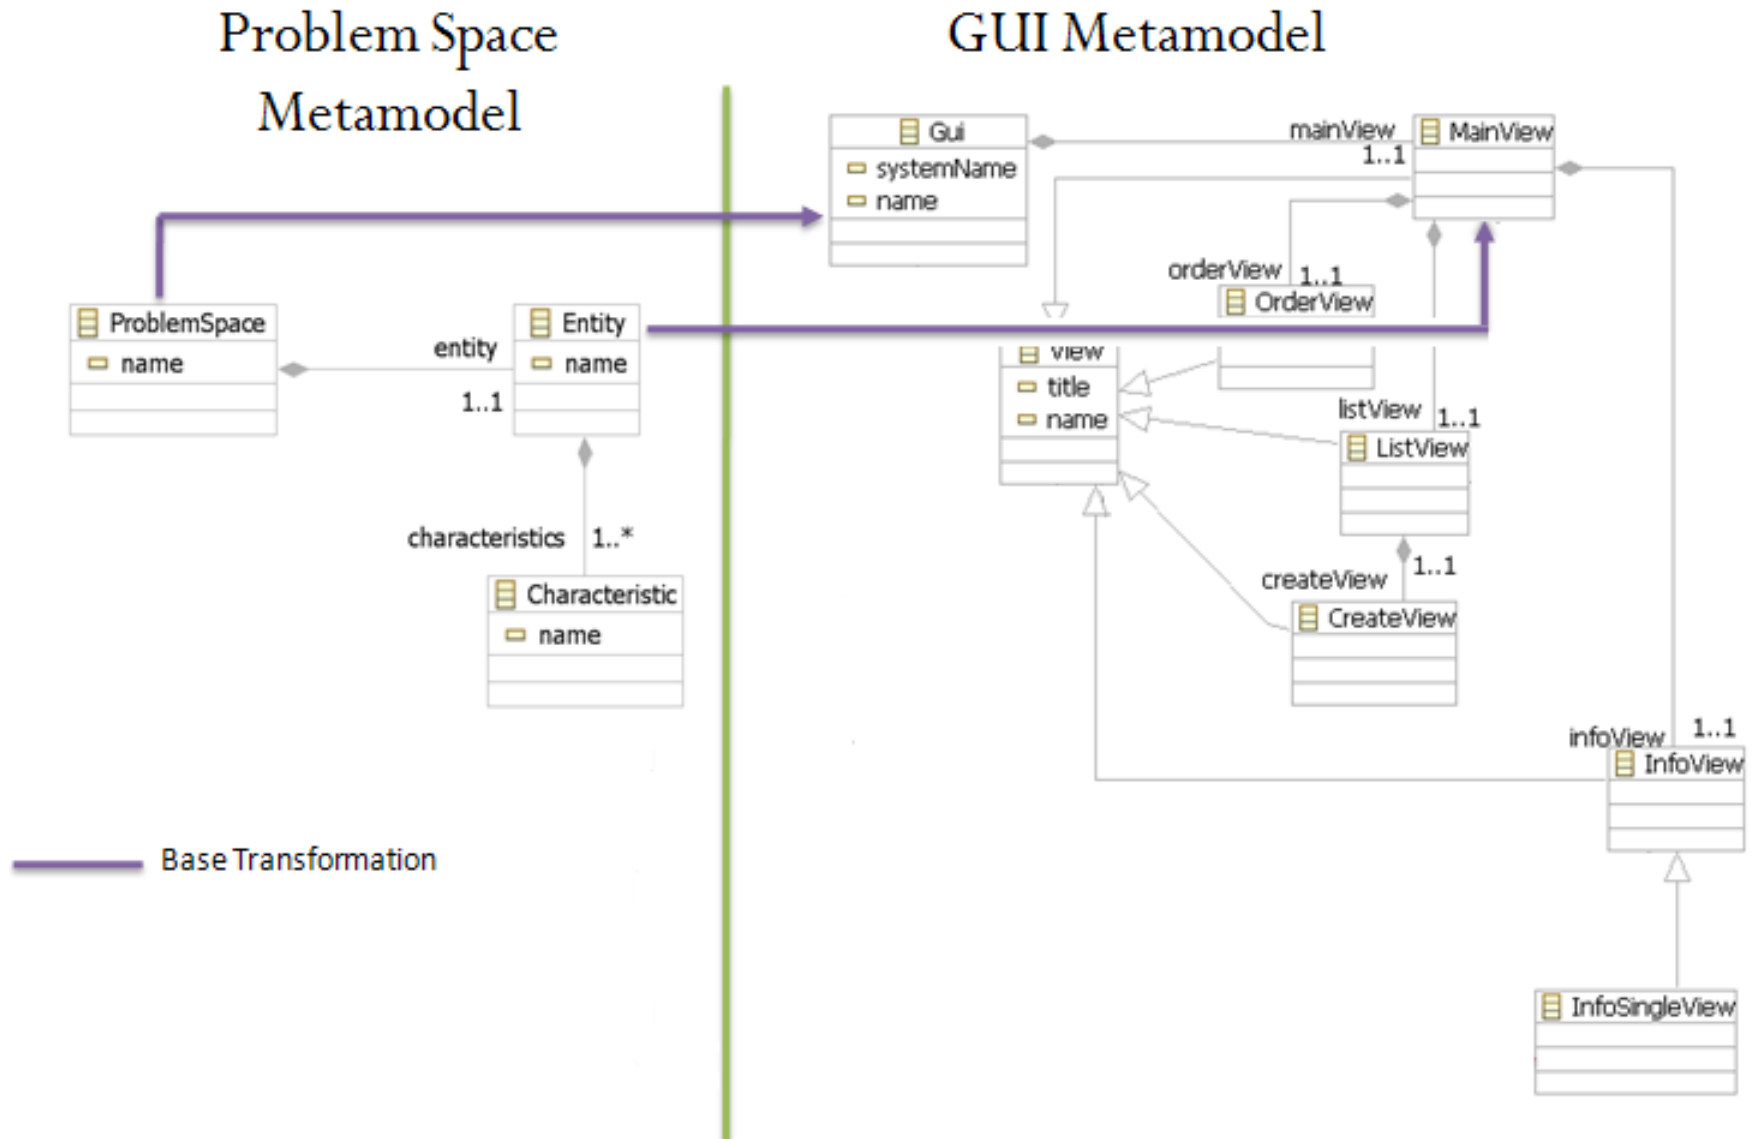 Problem Space
Metamodel
GUI Metamodel
ProblemSpace
name
entity
1..1
Entity
name
characteristics
1..*
Characteristic
name
Base Transformation
Gui
systemName
name
mainView
1..1
MainView
orderView
1..1
OrderView
View
title
name
listView
1..1
ListView
createView
1..1
CreateView
infoView
1..1
InfoView
InfoSingleView